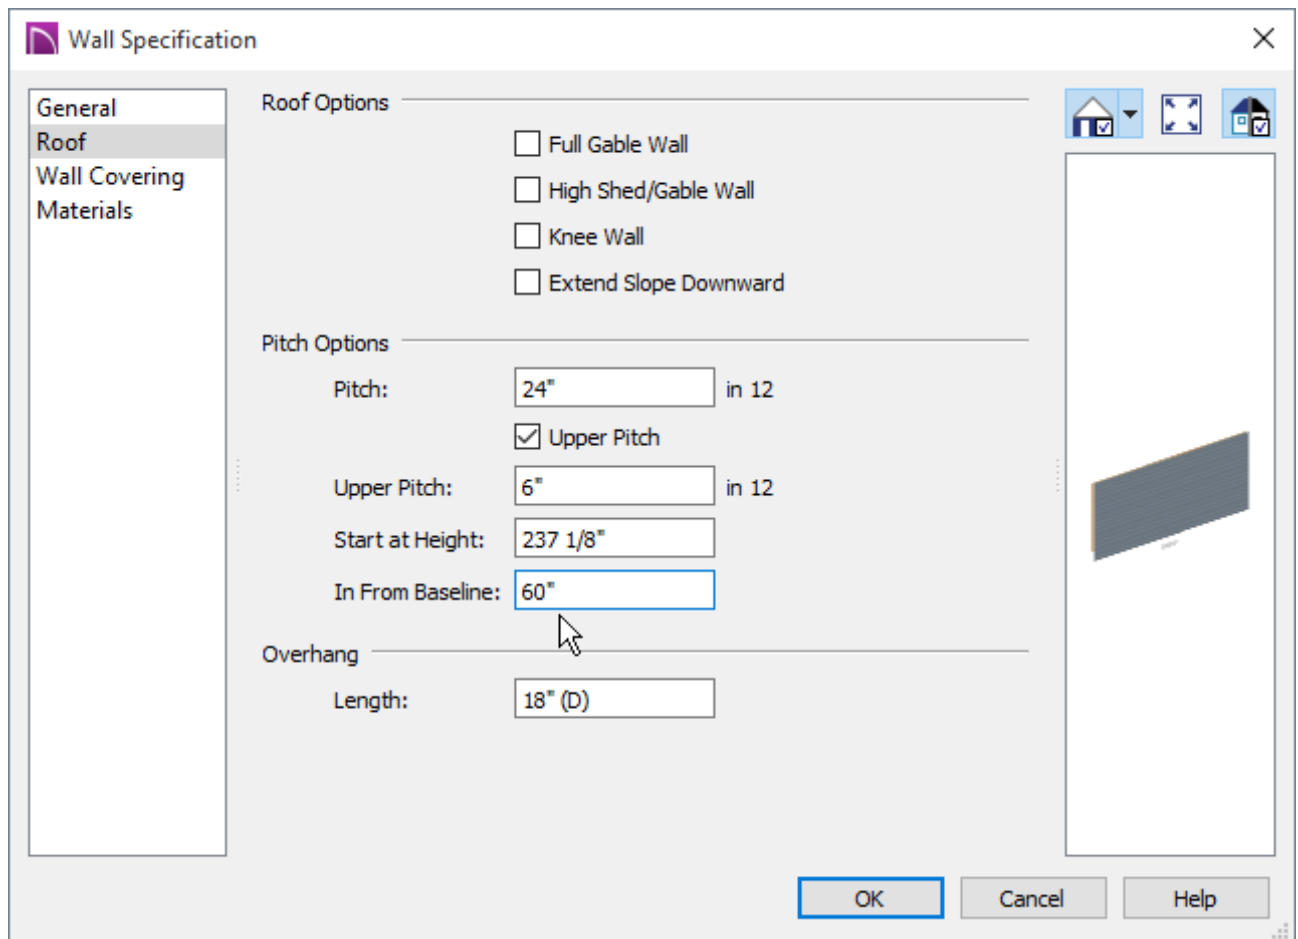 Wall Specification
General
Roof
Wall Covering
Materials
Roof Options
Full Gable Wall
High Shed/Gable Wall
Knee Wall
Extend Slope Downward
Pitch Options
Pitch: 24" in 12
Upper Pitch
Upper Pitch: 6" in 12
Start at Height: 237 1/8"
In From Baseline: 60"
Overhang
Length: 18" (D)
OK Cancel Help